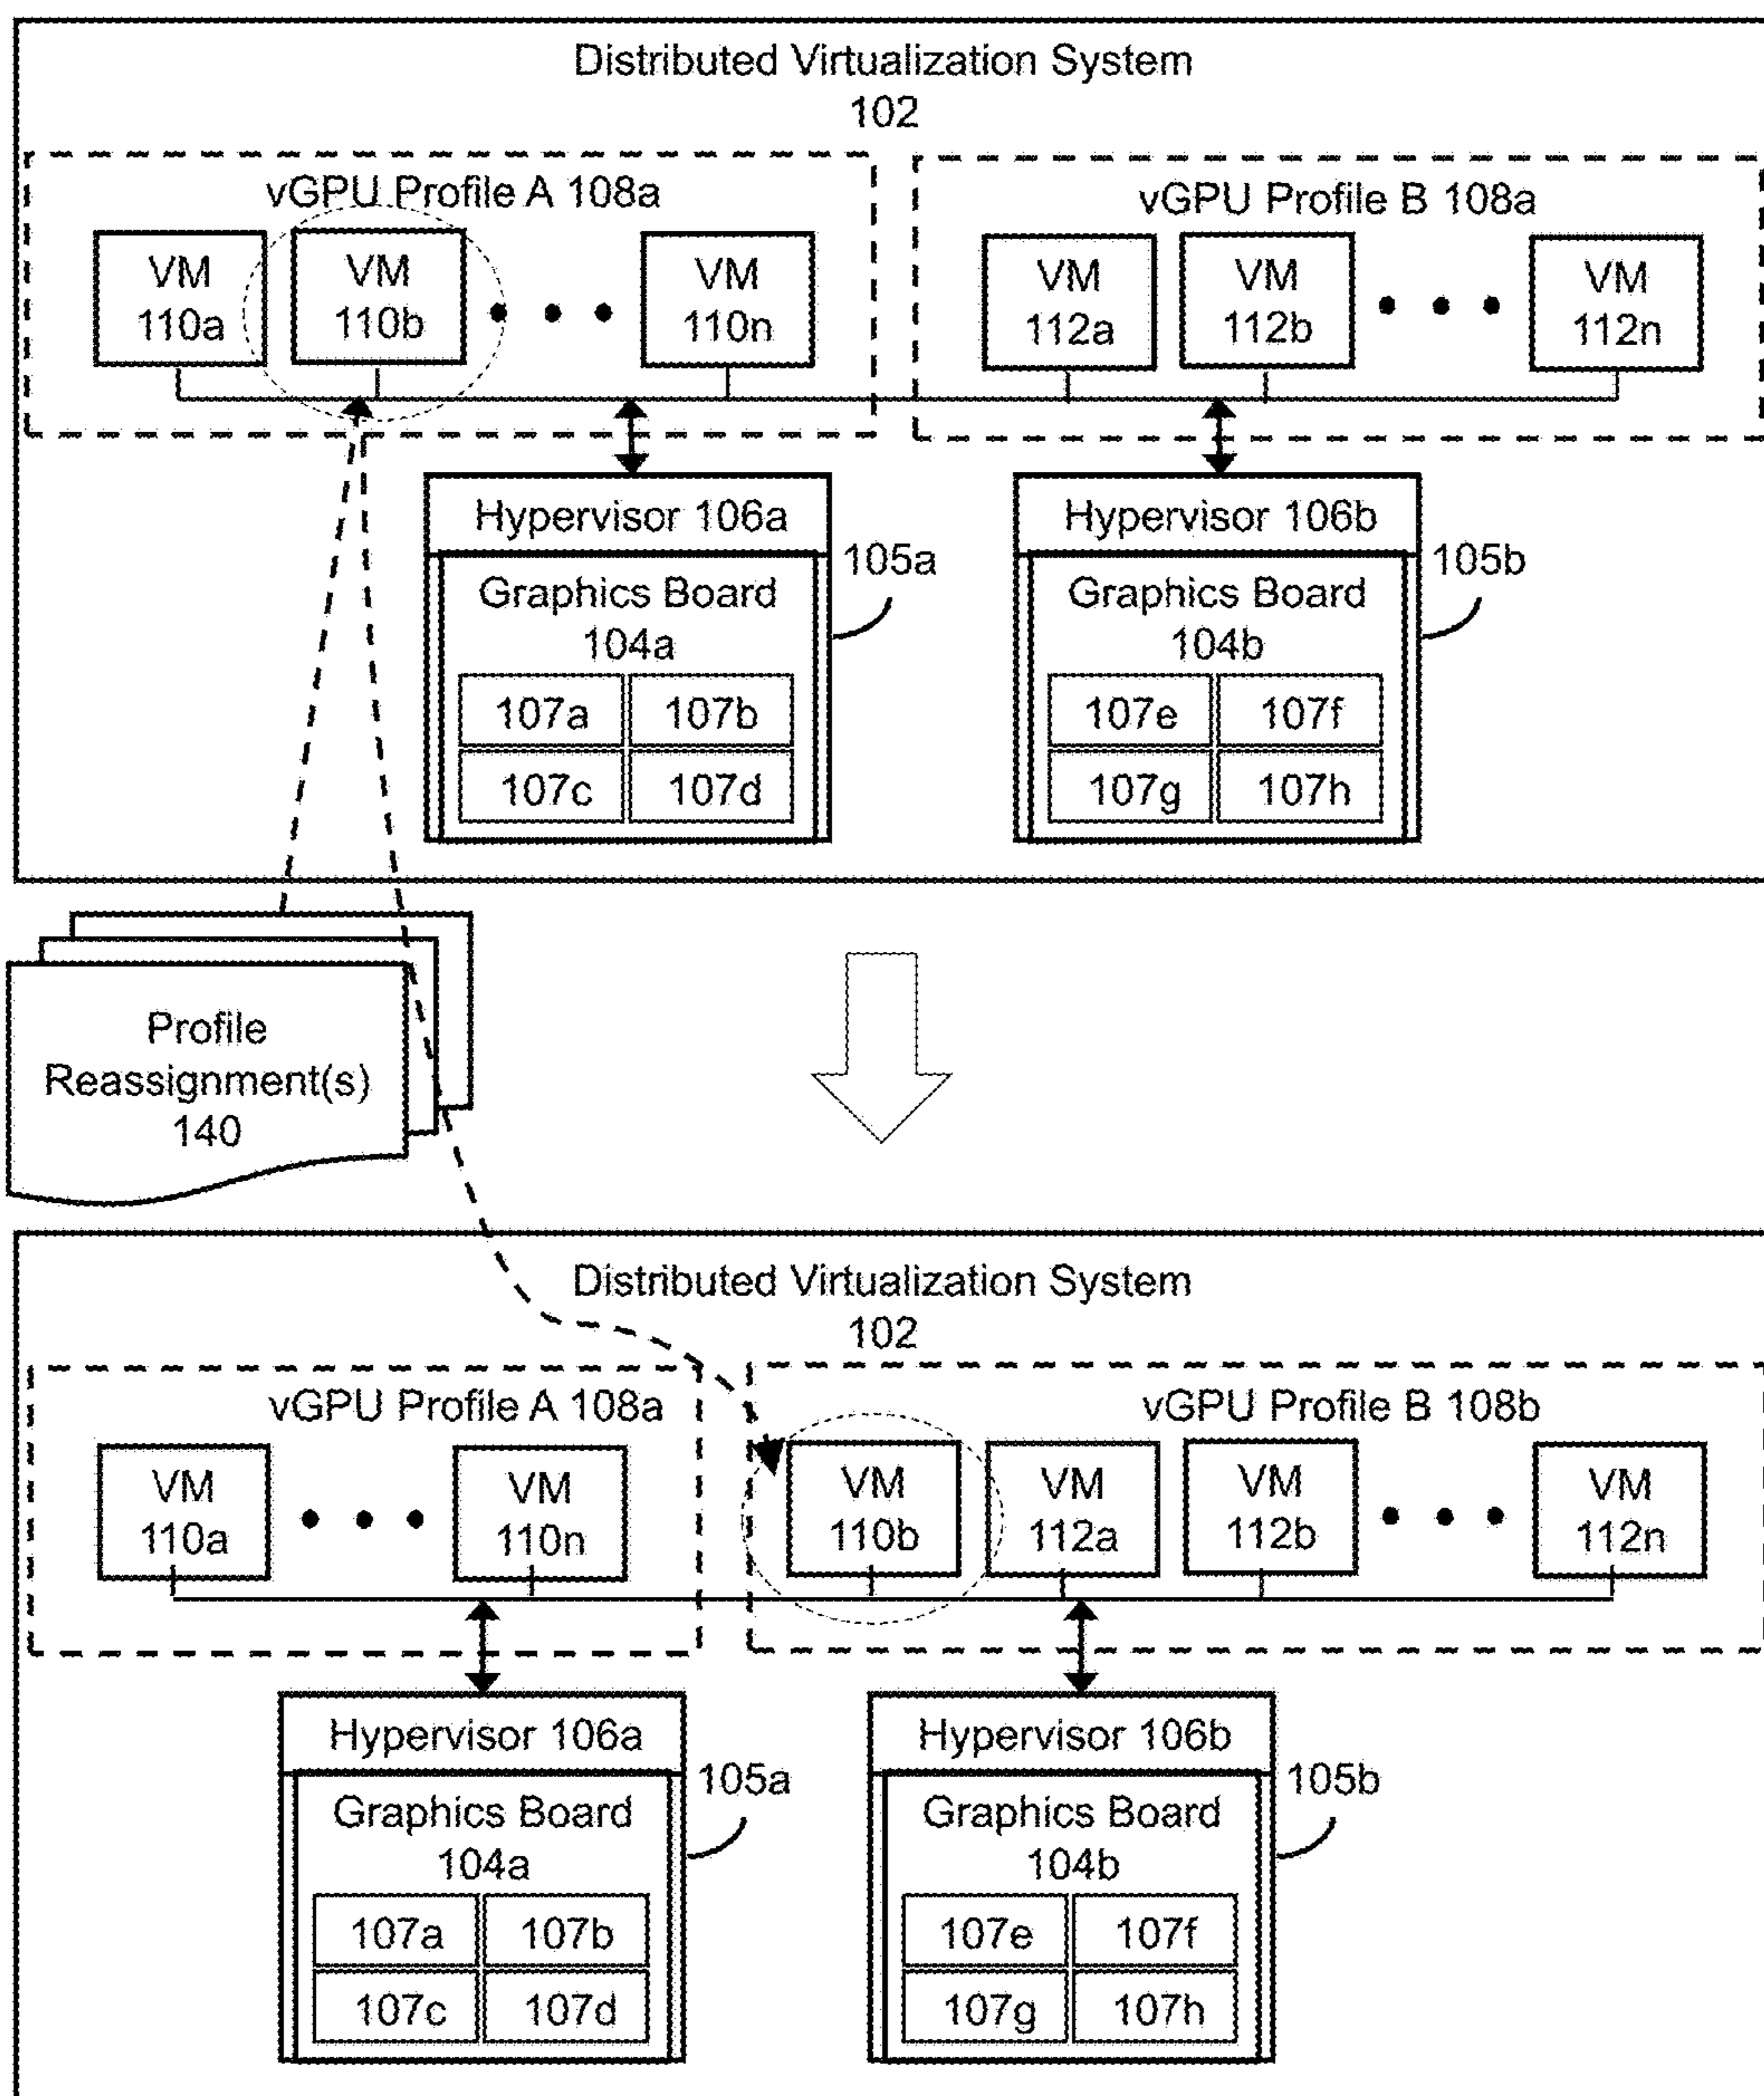 Distributed Virtualization System
102
vGPU Profile A 108a
vGPU Profile B 108a
VM
110a
VM
110b
VM
110n
VM
112a
VM
112b
VM
112n
Hypervisor 106a
Graphics Board
104a
107a
107b
107c
107d
105a
Hypervisor 106b
Graphics Board
104b
107e
107f
107g
107h
105b
Profile
Reassignment(s)
140
Distributed Virtualization System
102
vGPU Profile A 108a
vGPU Profile B 108b
VM
110a
VM
110n
VM
110b
VM
112a
VM
112b
VM
112n
Hypervisor 106a
Graphics Board
104a
107a
107b
107c
107d
105a
Hypervisor 106b
Graphics Board
104b
107e
107f
107g
107h
105b